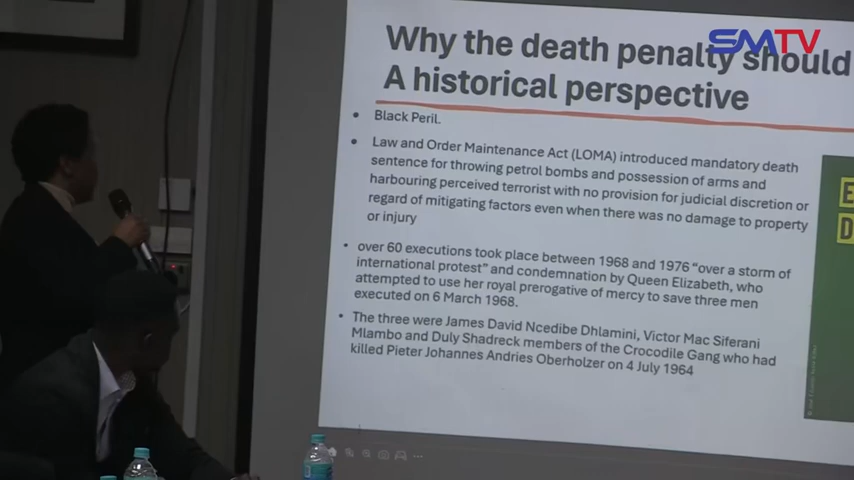 SMTV
Why the death penalty should
A historical perspective
• Black Peril.
• Law and Order Maintenance Act (LOMA) introduced mandatory death
sentence for throwing petrol bombs and possession of arms and
harbouring perceived terrorist with no provision for judicial discretion or
regard of mitigating factors even when there was no damage to property
or injury
• over 60 executions took place between 1968 and 1976 “over a storm of
international protest” and condemnation by Queen Elizabeth, who
attempted to use her royal prerogative of mercy to save three men
executed on 6 March 1968.
• The three were James David Ncedibe Dhlamini, Victor Mac Siferani
Mlambo and Duly Shadreck members of the Crocodile Gang who had
killed Pieter Johannes Andries Oberholzer on 4 July 1964
E
D